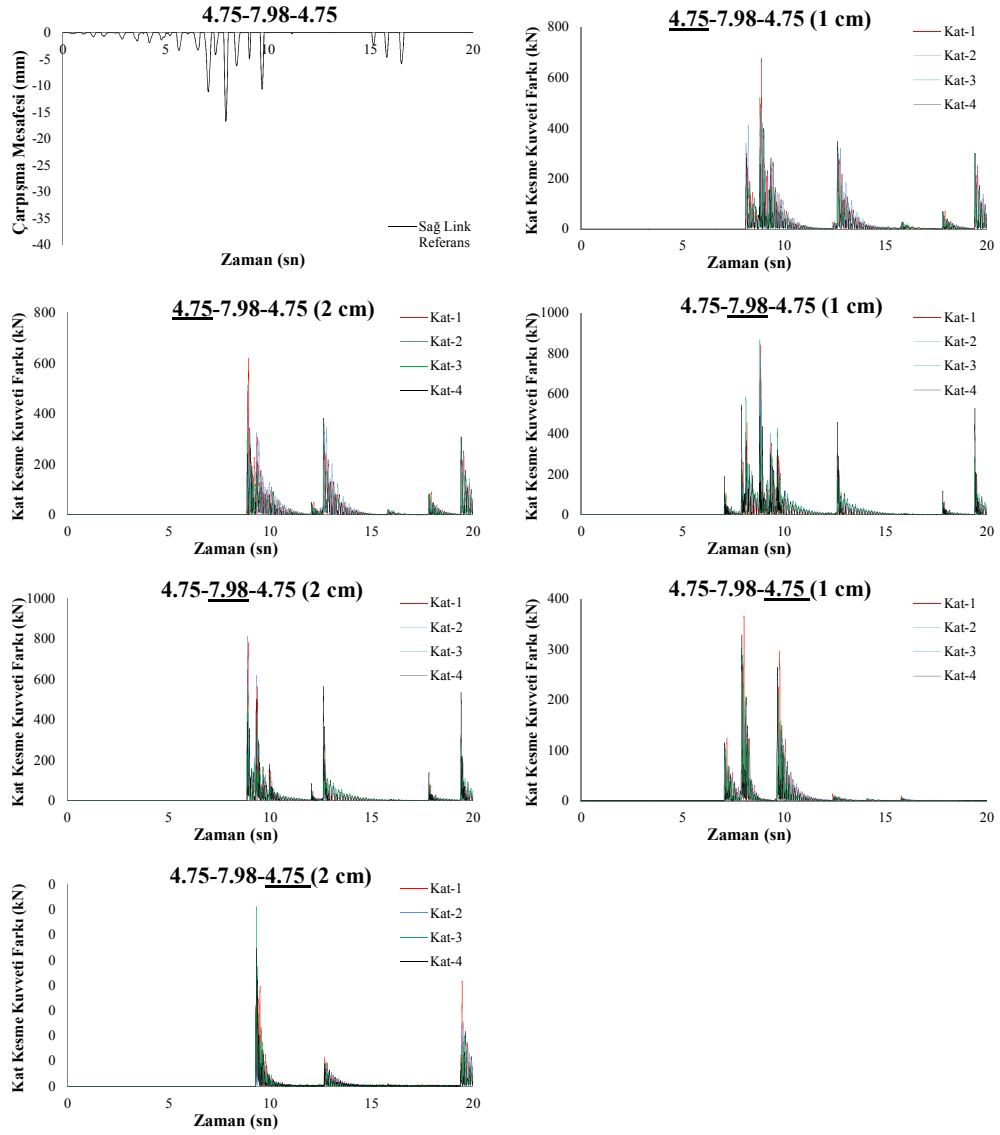 4.75-7.98-4.75
Çarpışma Mesafesi (mm)
0
-5
-10
-15
-20
-25
-30
-35
-40
0 5 10 15 20
Sağ Link
Referans
Zaman (sn)
4.75-7.98-4.75 (1 cm)
Kat Kesme Kuvveti Farkı (kN)
800
600
400
200
0
0 5 10 15 20
Kat-1
Kat-2
Kat-3
Kat-4
Zaman (sn)
4.75-7.98-4.75 (2 cm)
Kat Kesme Kuvveti Farkı (kN)
800
600
400
200
0
0 5 10 15 20
Kat-1
Kat-2
Kat-3
Kat-4
Zaman (sn)
4.75-7.98-4.75 (1 cm)
Kat Kesme Kuvveti Farkı (kN)
1000
800
600
400
200
0
0 5 10 15 20
Kat-1
Kat-2
Kat-3
Kat-4
Zaman (sn)
4.75-7.98-4.75 (2 cm)
Kat Kesme Kuvveti Farkı (kN)
1000
800
600
400
200
0
0 5 10 15 20
Kat-1
Kat-2
Kat-3
Kat-4
Zaman (sn)
4.75-7.98-4.75 (1 cm)
Kat Kesme Kuvveti Farkı (kN)
400
300
200
100
0
0 5 10 15 20
Kat-1
Kat-2
Kat-3
Kat-4
Zaman (sn)
4.75-7.98-4.75 (2 cm)
Kat Kesme Kuvveti Farkı (kN)
0
0
0
0
0
0
0
0
0
0 5 10 15 20
Kat-1
Kat-2
Kat-3
Kat-4
Zaman (sn)